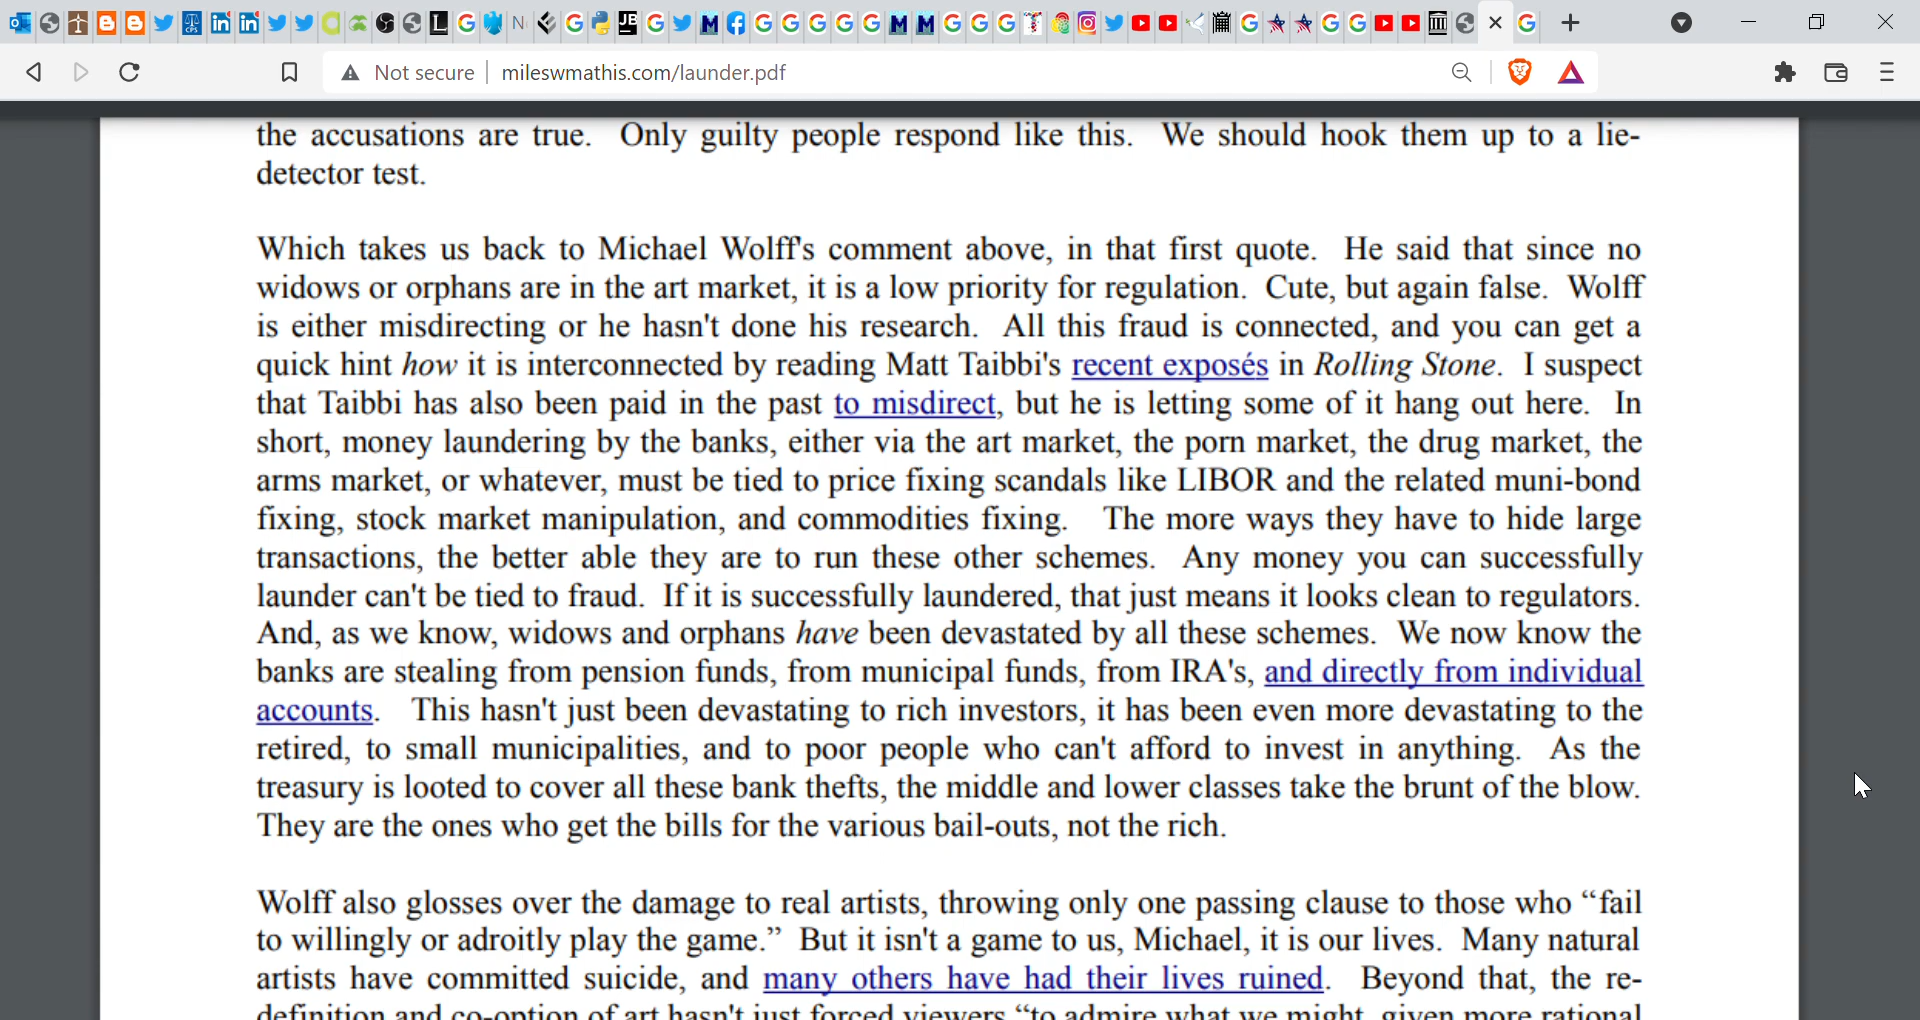 Not secure
mileswmathis.com/launder.pdf
the accusations are true. Only guilty people respond like this. We should hook them up to a lie-
detector test.
Which takes us back to Michael Wolff's comment above, in that first quote. He said that since no
widows or orphans are in the art market, it is a low priority for regulation. Cute, but again false. Wolff
is either misdirecting or he hasn't done his research. All this fraud is connected, and you can get a
quick hint how it is interconnected by reading Matt Taibbi's recent exposés in Rolling Stone. I suspect
that Taibbi has also been paid in the past to misdirect, but he is letting some of it hang out here. In
short, money laundering by the banks, either via the art market, the porn market, the drug market, the
arms market, or whatever, must be tied to price fixing scandals like LIBOR and the related muni-bond
fixing, stock market manipulation, and commodities fixing. The more ways they have to hide large
transactions, the better able they are to run these other schemes. Any money you can successfully
launder can't be tied to fraud. If it is successfully laundered, that just means it looks clean to regulators.
And, as we know, widows and orphans have been devastated by all these schemes. We now know the
banks are stealing from pension funds, from municipal funds, from IRA's, and directly from individual
accounts. This hasn't just been devastating to rich investors, it has been even more devastating to the
retired, to small municipalities, and to poor people who can't afford to invest in anything. As the
treasury is looted to cover all these bank thefts, the middle and lower classes take the brunt of the blow.
They are the ones who get the bills for the various bail-outs, not the rich.
Wolff also glosses over the damage to real artists, throwing only one passing clause to those who “fail
to willingly or adroitly play the game.” But it isn't a game to us, Michael, it is our lives. Many natural
artists have committed suicide, and many others have had their lives ruined. Beyond that, the re-
definition and co-option of art hasn't just forced viewers “to admire what we might, given more rational